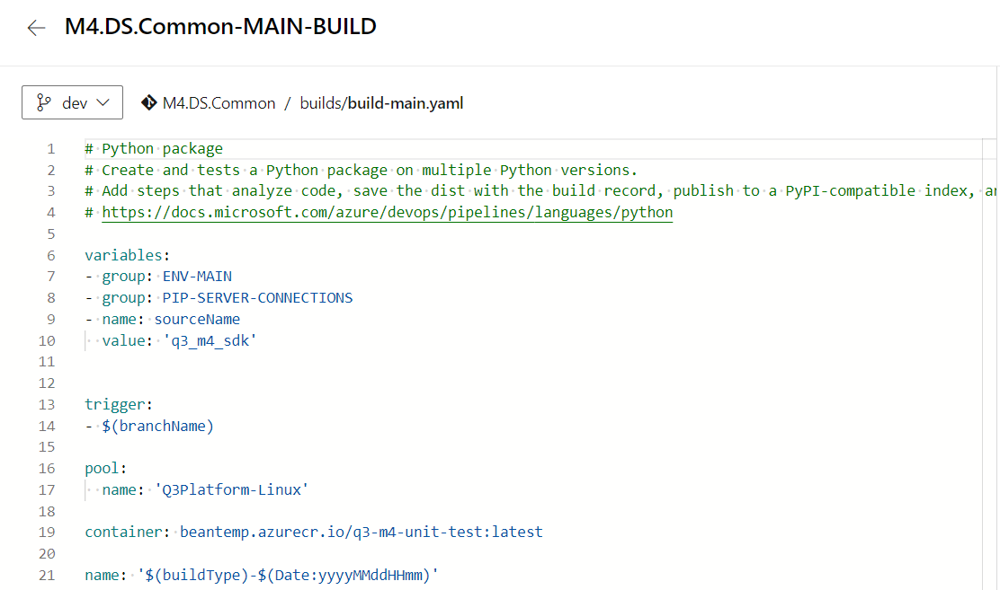 M4.DS.Common-MAIN-BUILD
dev M4.DS.Common / builds/build-main.yaml
1 # Python package
2 # Create and tests a Python package on multiple Python versions.
3 # Add steps that analyze code, save the dist with the build record, publish to a PyPI-compatible index,
4 # https://docs.microsoft.com/azure/devops/pipelines/languages/python
5
6 variables:
7 - group: ENV-MAIN
8 - group: PIP-SERVER-CONNECTIONS
9 - name: sourceName
10   value: 'q3_m4_sdk'
11
12
13 trigger:
14 - $(branchName)
15
16 pool:
17   name: 'Q3Platform-Linux'
18
19 container: beantemp.azurecr.io/q3-m4-unit-test:latest
20
21 name: '$(buildType)-$(Date:yyyyMMddHHmm)'